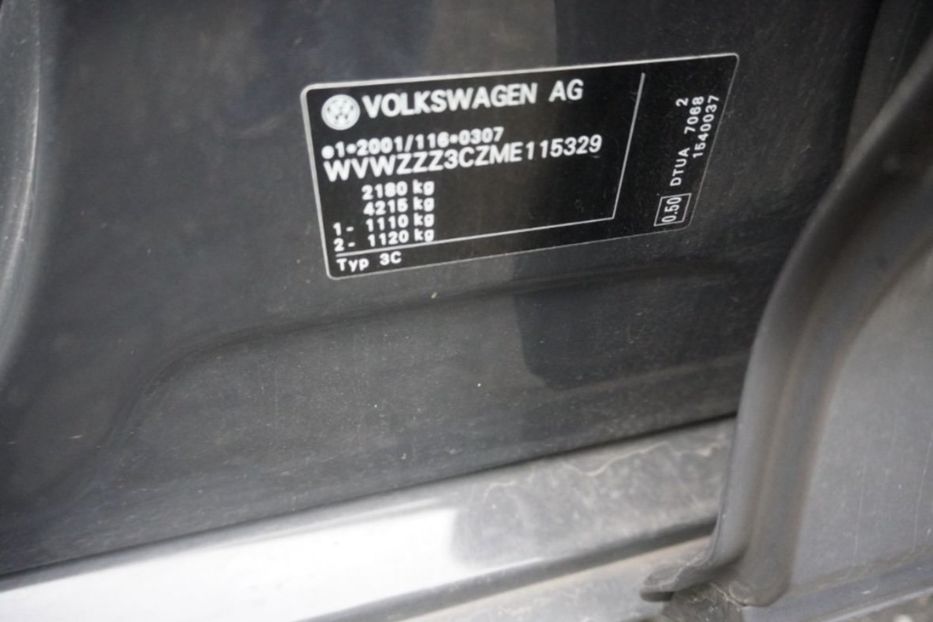 VOLKSWAGEN AG
e1*2001/116*0307
WVWZZZ3CZME115329
2180 kg
4215 kg
1 - 1110 kg
2 - 1120 kg
Typ 3C
0.50 DTUA 7068 2
1540037